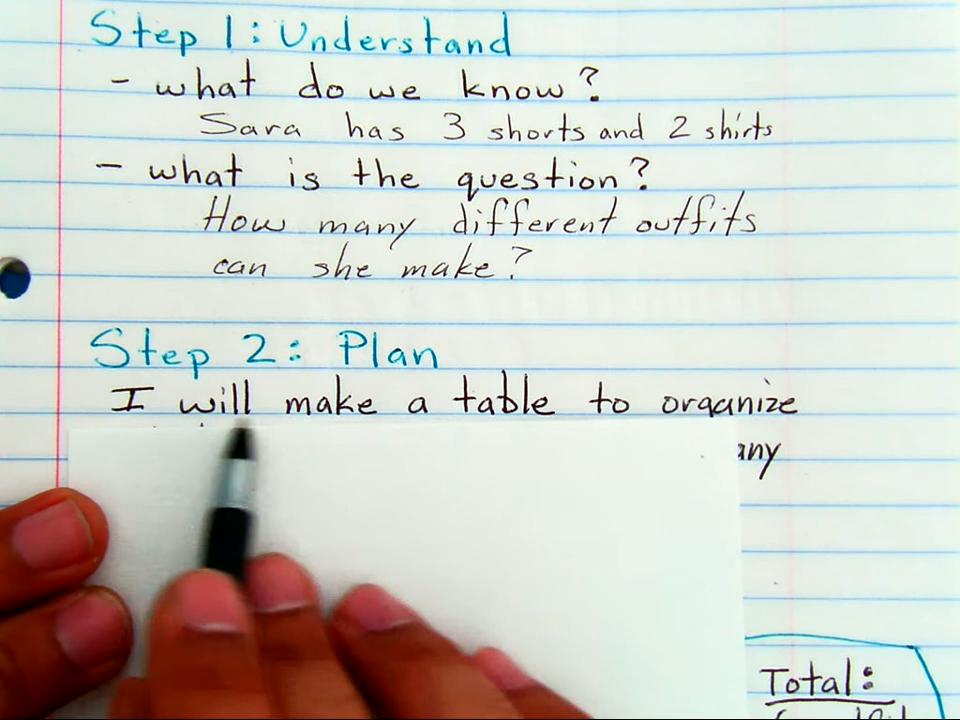 Step 1: Understand
- what do we know?
Sara has 3 shorts and 2 shirts
- what is the question?
How many different outfits
can she make?
Step 2: Plan
I will make a table to organize
any
Total: